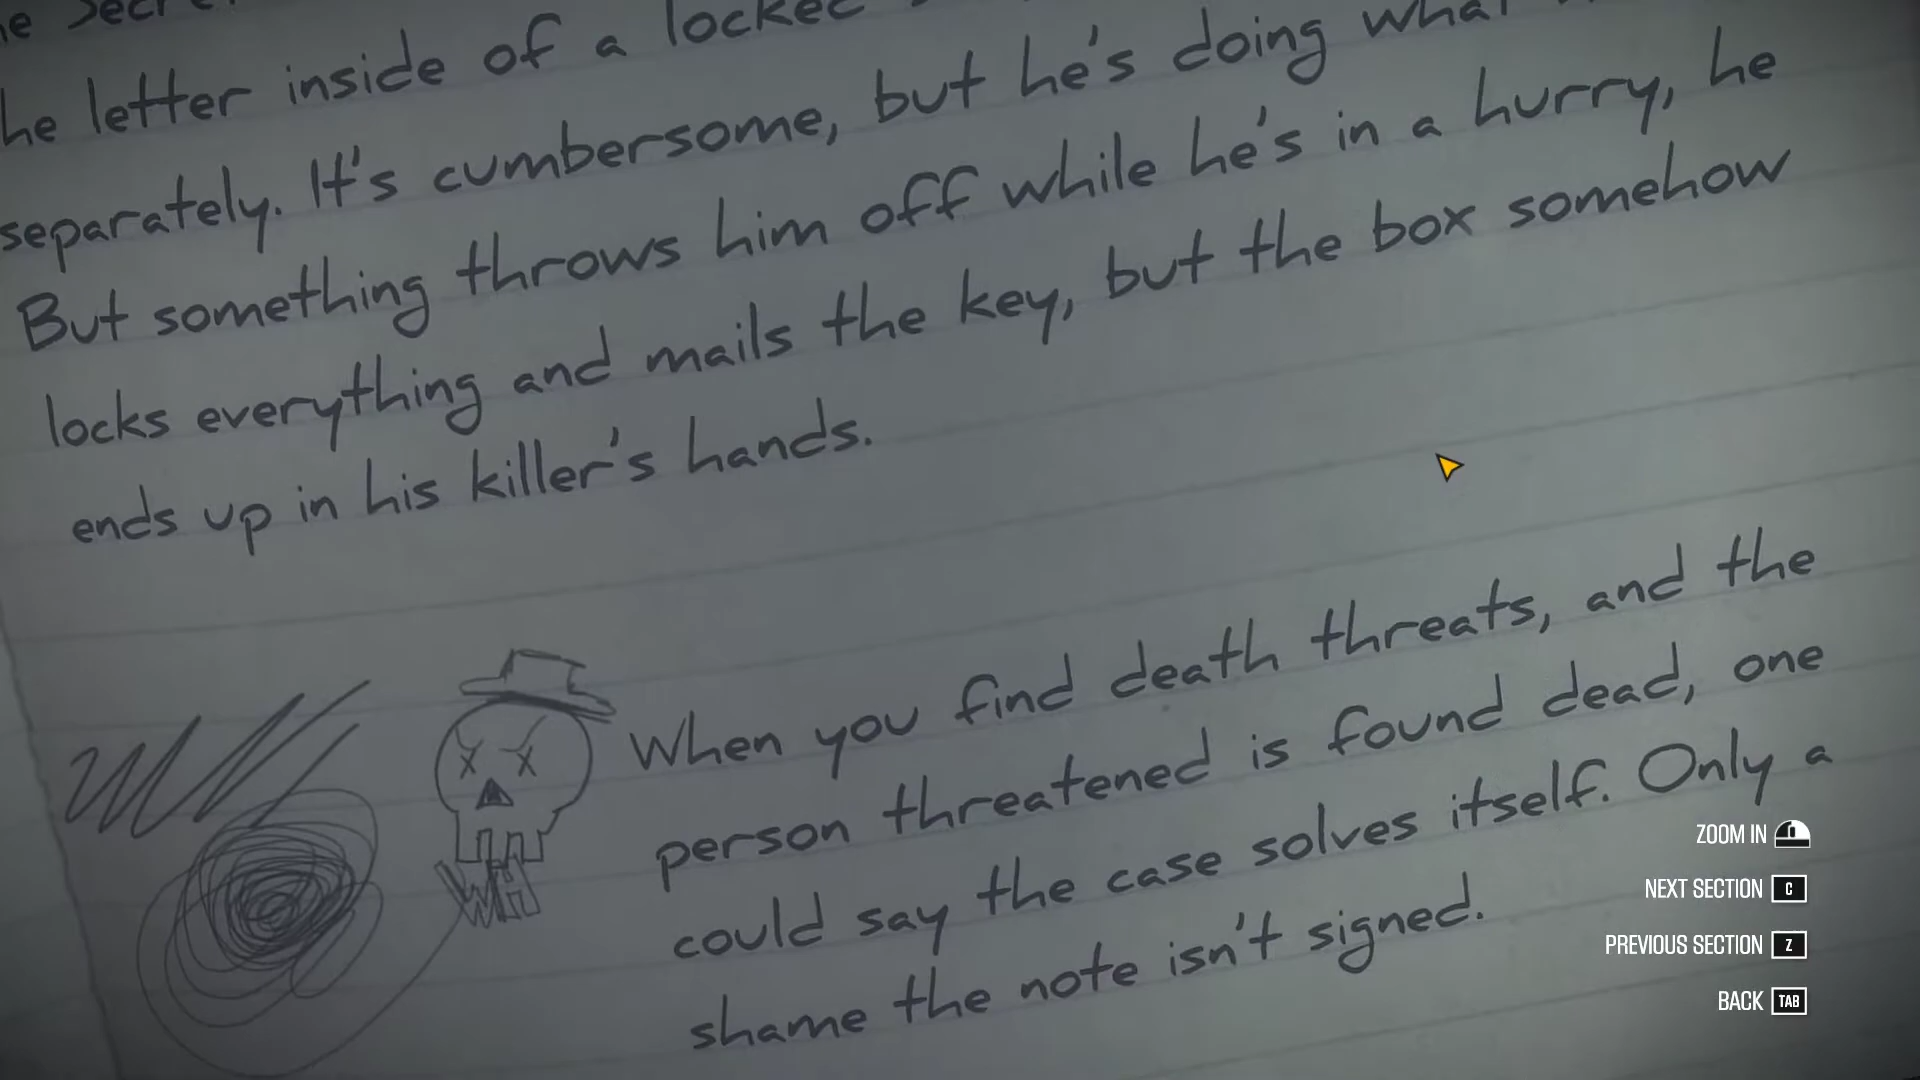 he letter inside of a locked
separately. It's cumbersome, but he's doing what
But something throws him off while he's in a hurry, he
locks everything and mails the key, but the box somehow
ends up in his killer's hands.
When you find death threats, and the
person threatened is found dead, one
could say the case solves itself. Only a
shame the note isn't signed.
WH
ZOOM IN
NEXT SECTION C
PREVIOUS SECTION Z
BACK TAB